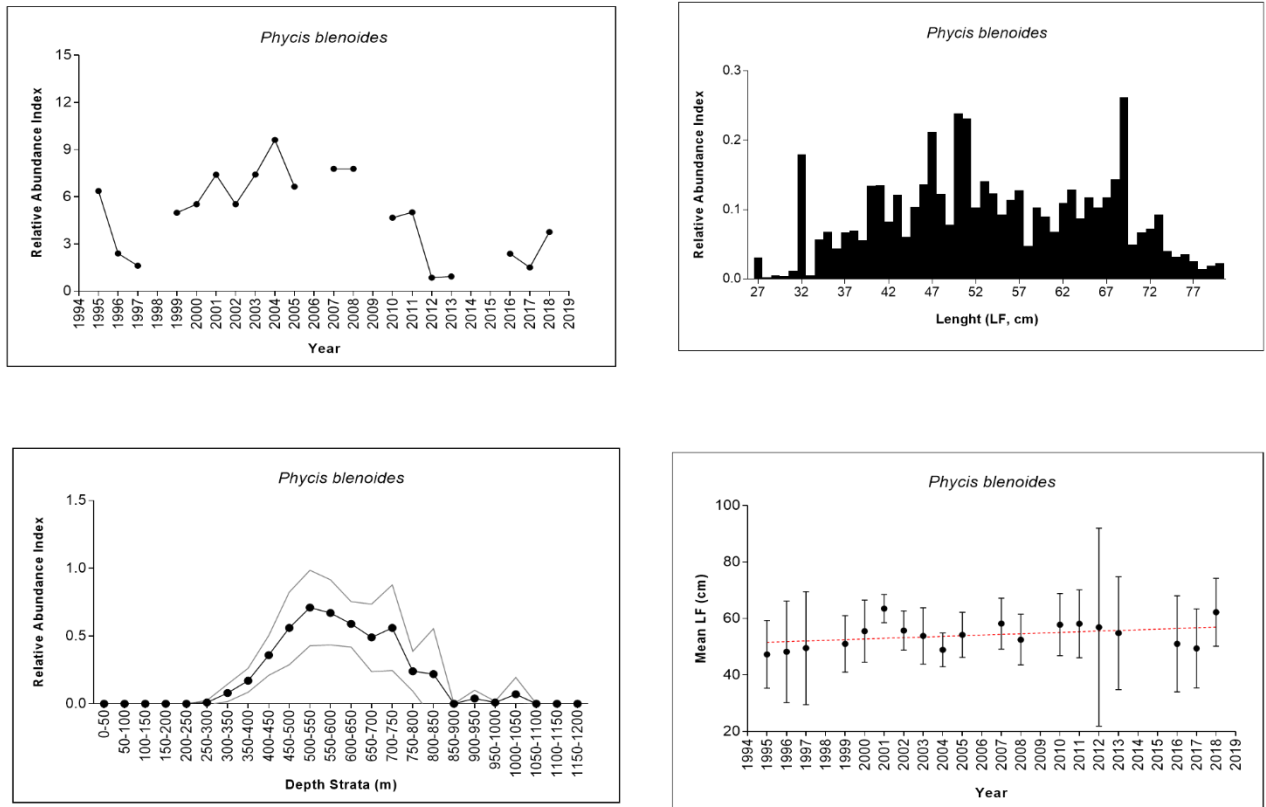 Phycis blenoides
15
12
9
6
3
0
Relative Abundance Index
1994 1995 1996 1997 1998 1999 2000 2001 2002 2003 2004 2005 2006 2007 2008 2009 2010 2011 2012 2013 2014 2015 2016 2017 2018 2019
Year
Phycis blenoides
0.3
0.2
0.1
0.0
Relative Abundance Index
27 32 37 42 47 52 57 62 67 72 77
Lenght (LF, cm)
Phycis blenoides
1.5
1.0
0.5
0.0
Relative Abundance Index
0-50 50-100 100-150 150-200 200-250 250-300 300-350 350-400 400-450 450-500 500-550 550-600 600-650 650-700 700-750 750-800 800-850 850-900 900-950 950-1000 1000-1050 1050-1100 1100-1150 1150-1200
Depth Strata (m)
Phycis blenoides
100
80
60
40
20
Mean LF (cm)
1994 1995 1996 1997 1998 1999 2000 2001 2002 2003 2004 2005 2006 2007 2008 2009 2010 2011 2012 2013 2014 2015 2016 2017 2018 2019
Year